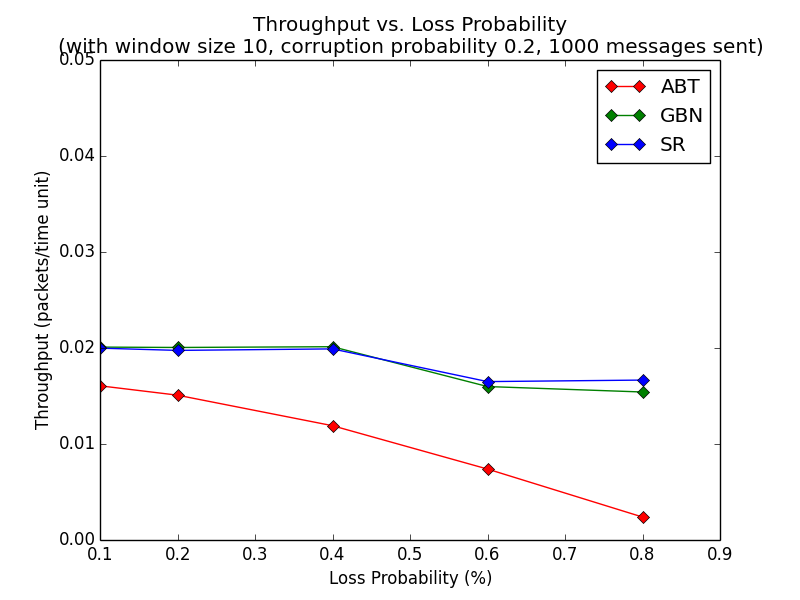 Throughput vs. Loss Probability
(with window size 10, corruption probability 0.2, 1000 messages sent)
0.05
0.04
0.03
0.02
0.01
0.00
Throughput (packets/time unit)
ABT
GBN
SR
0.1 0.2 0.3 0.4 0.5 0.6 0.7 0.8 0.9
Loss Probability (%)